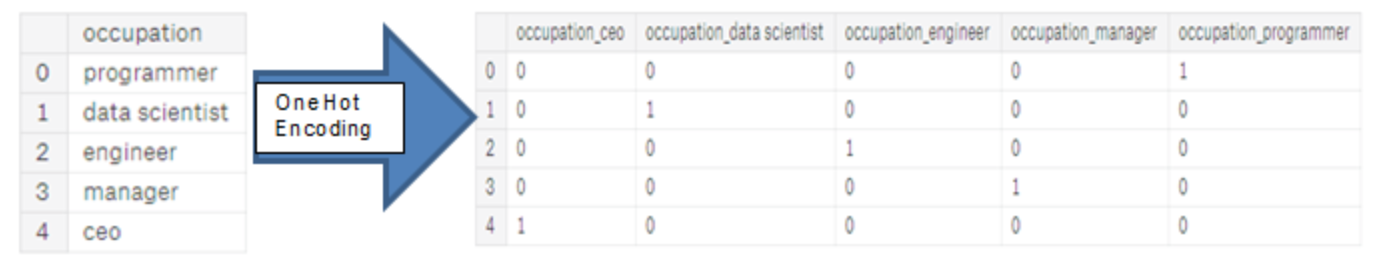 occupation
0 programmer
1 data scientist
2 engineer
3 manager
4 ceo
OneHot
Encoding
occupation_ceo occupation_data scientist occupation_engineer occupation_manager occupation_programmer
0 0 0 0 0 1
1 0 1 0 0 0
2 0 0 1 0 0
3 0 0 0 1 0
4 1 0 0 0 0